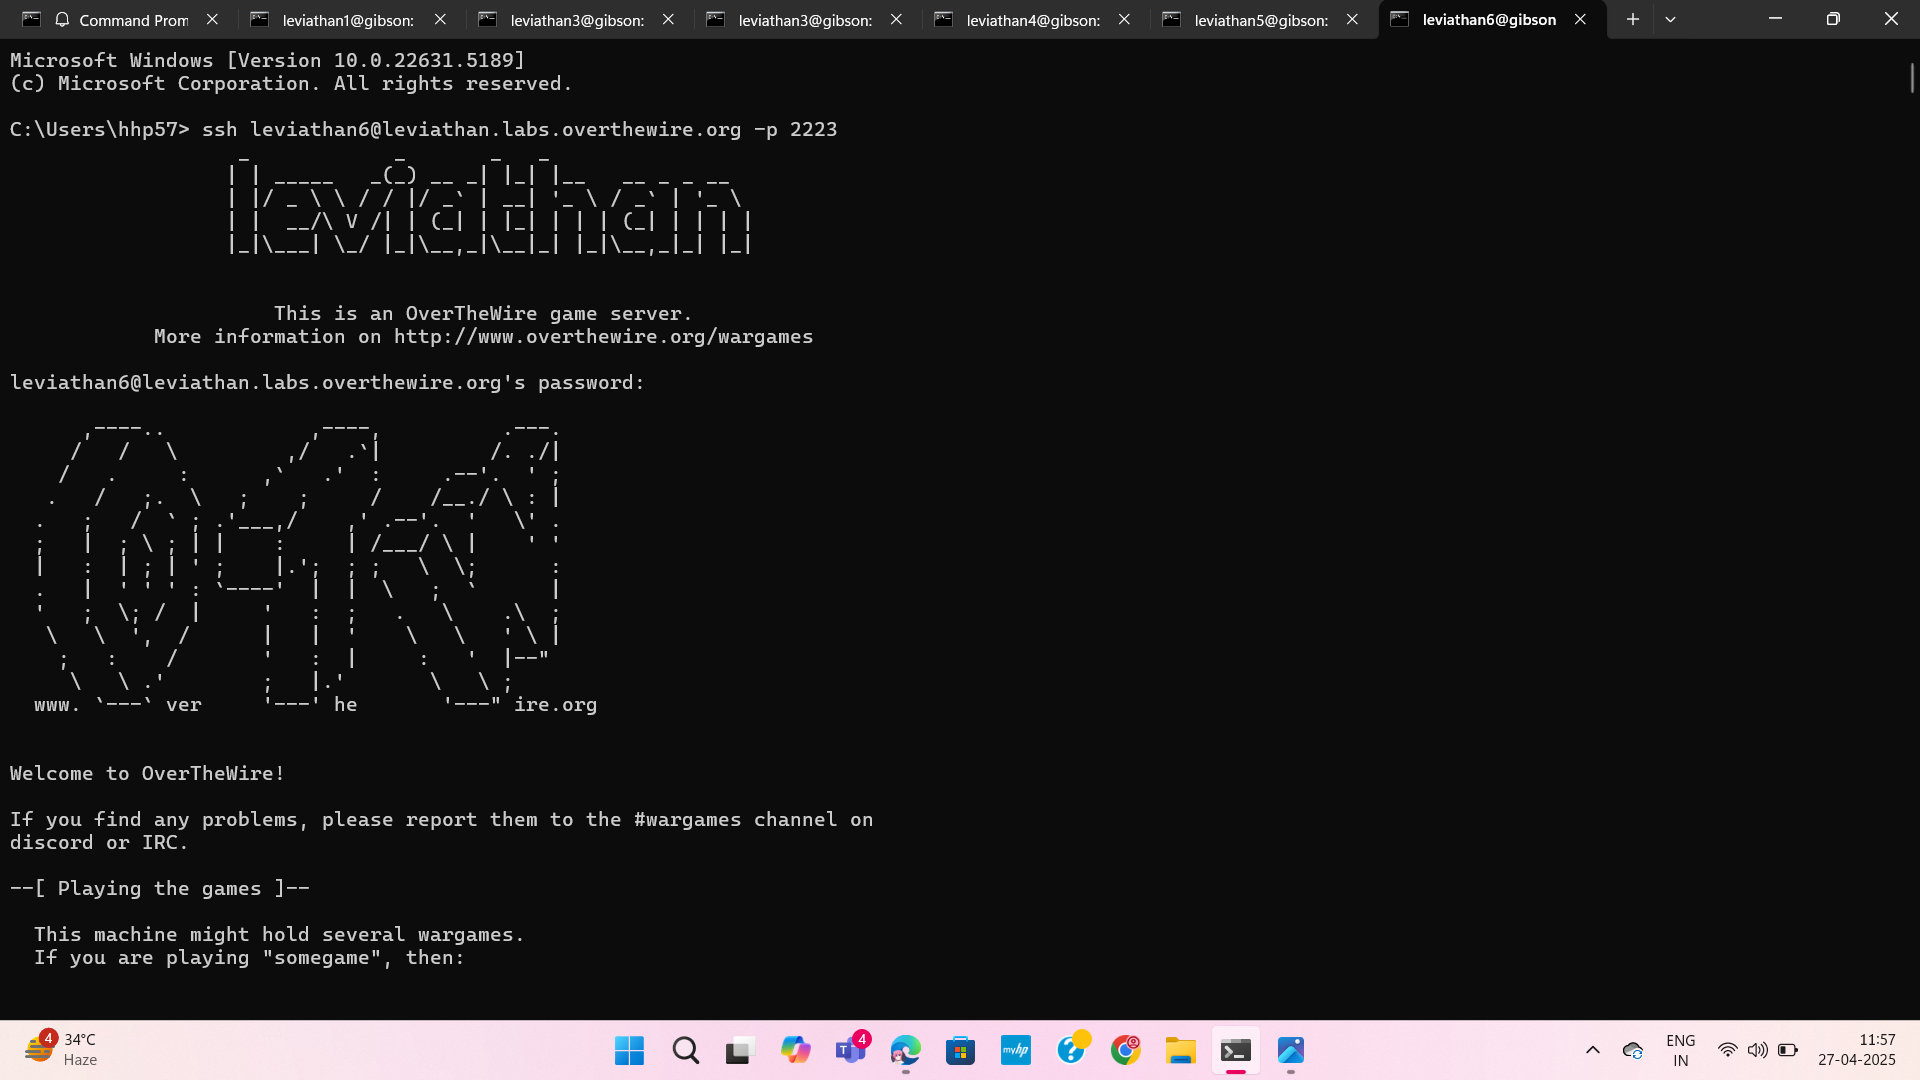 Command Prom
leviathan1@gibson:
leviathan3@gibson:
leviathan3@gibson:
leviathan4@gibson:
leviathan5@gibson:
leviathan6@gibson
Microsoft Windows [Version 10.0.22631.5189]
(c) Microsoft Corporation. All rights reserved.
C:\Users\hhp57> ssh leviathan6@leviathan.labs.overthewire.org -p 2223
leviathan
This is an OverTheWire game server.
More information on http://www.overthewire.org/wargames
leviathan6@leviathan.labs.overthewire.org's password:
www. `---` ver '---' he '---" ire.org
Welcome to OverTheWire!
If you find any problems, please report them to the #wargames channel on
discord or IRC.
--[ Playing the games ]--
This machine might hold several wargames.
If you are playing "somegame", then:
4
34°C
Haze
4
myhp
ENG
IN
11:57
27-04-2025